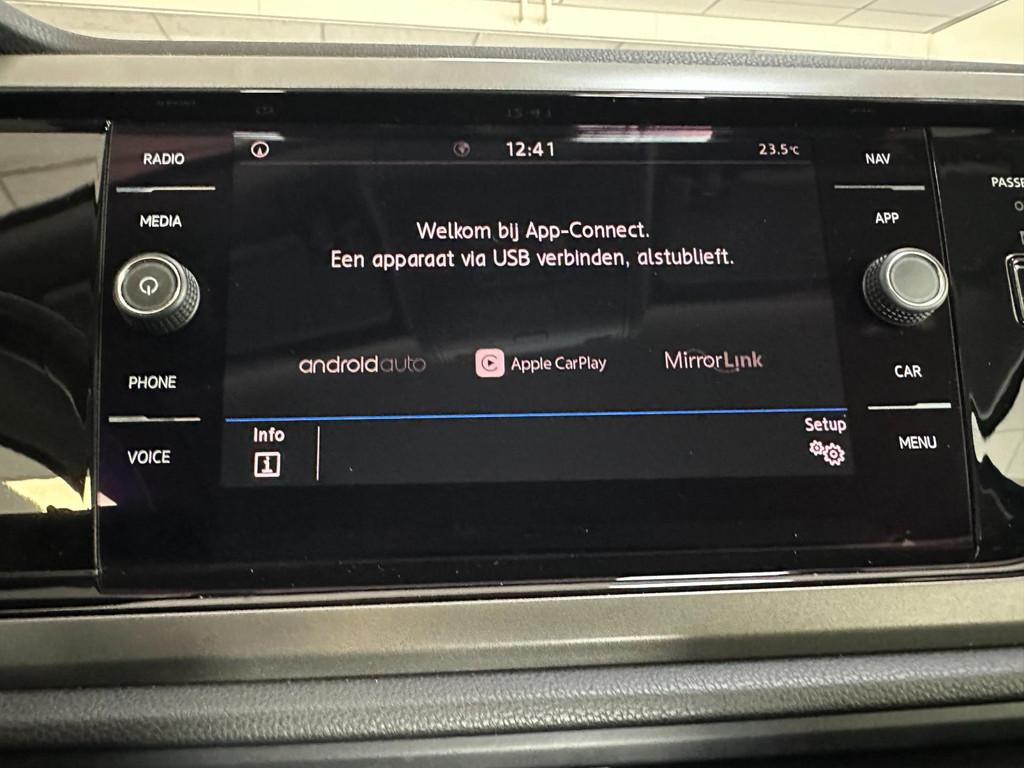 RADIO
MEDIA
PHONE
VOICE
12:41
23.5°C
Welkom bij App-Connect.
Een apparaat via USB verbinden, alstublieft.
androidauto
Apple CarPlay
MirrorLink
Info
Setup
NAV
APP
CAR
MENU